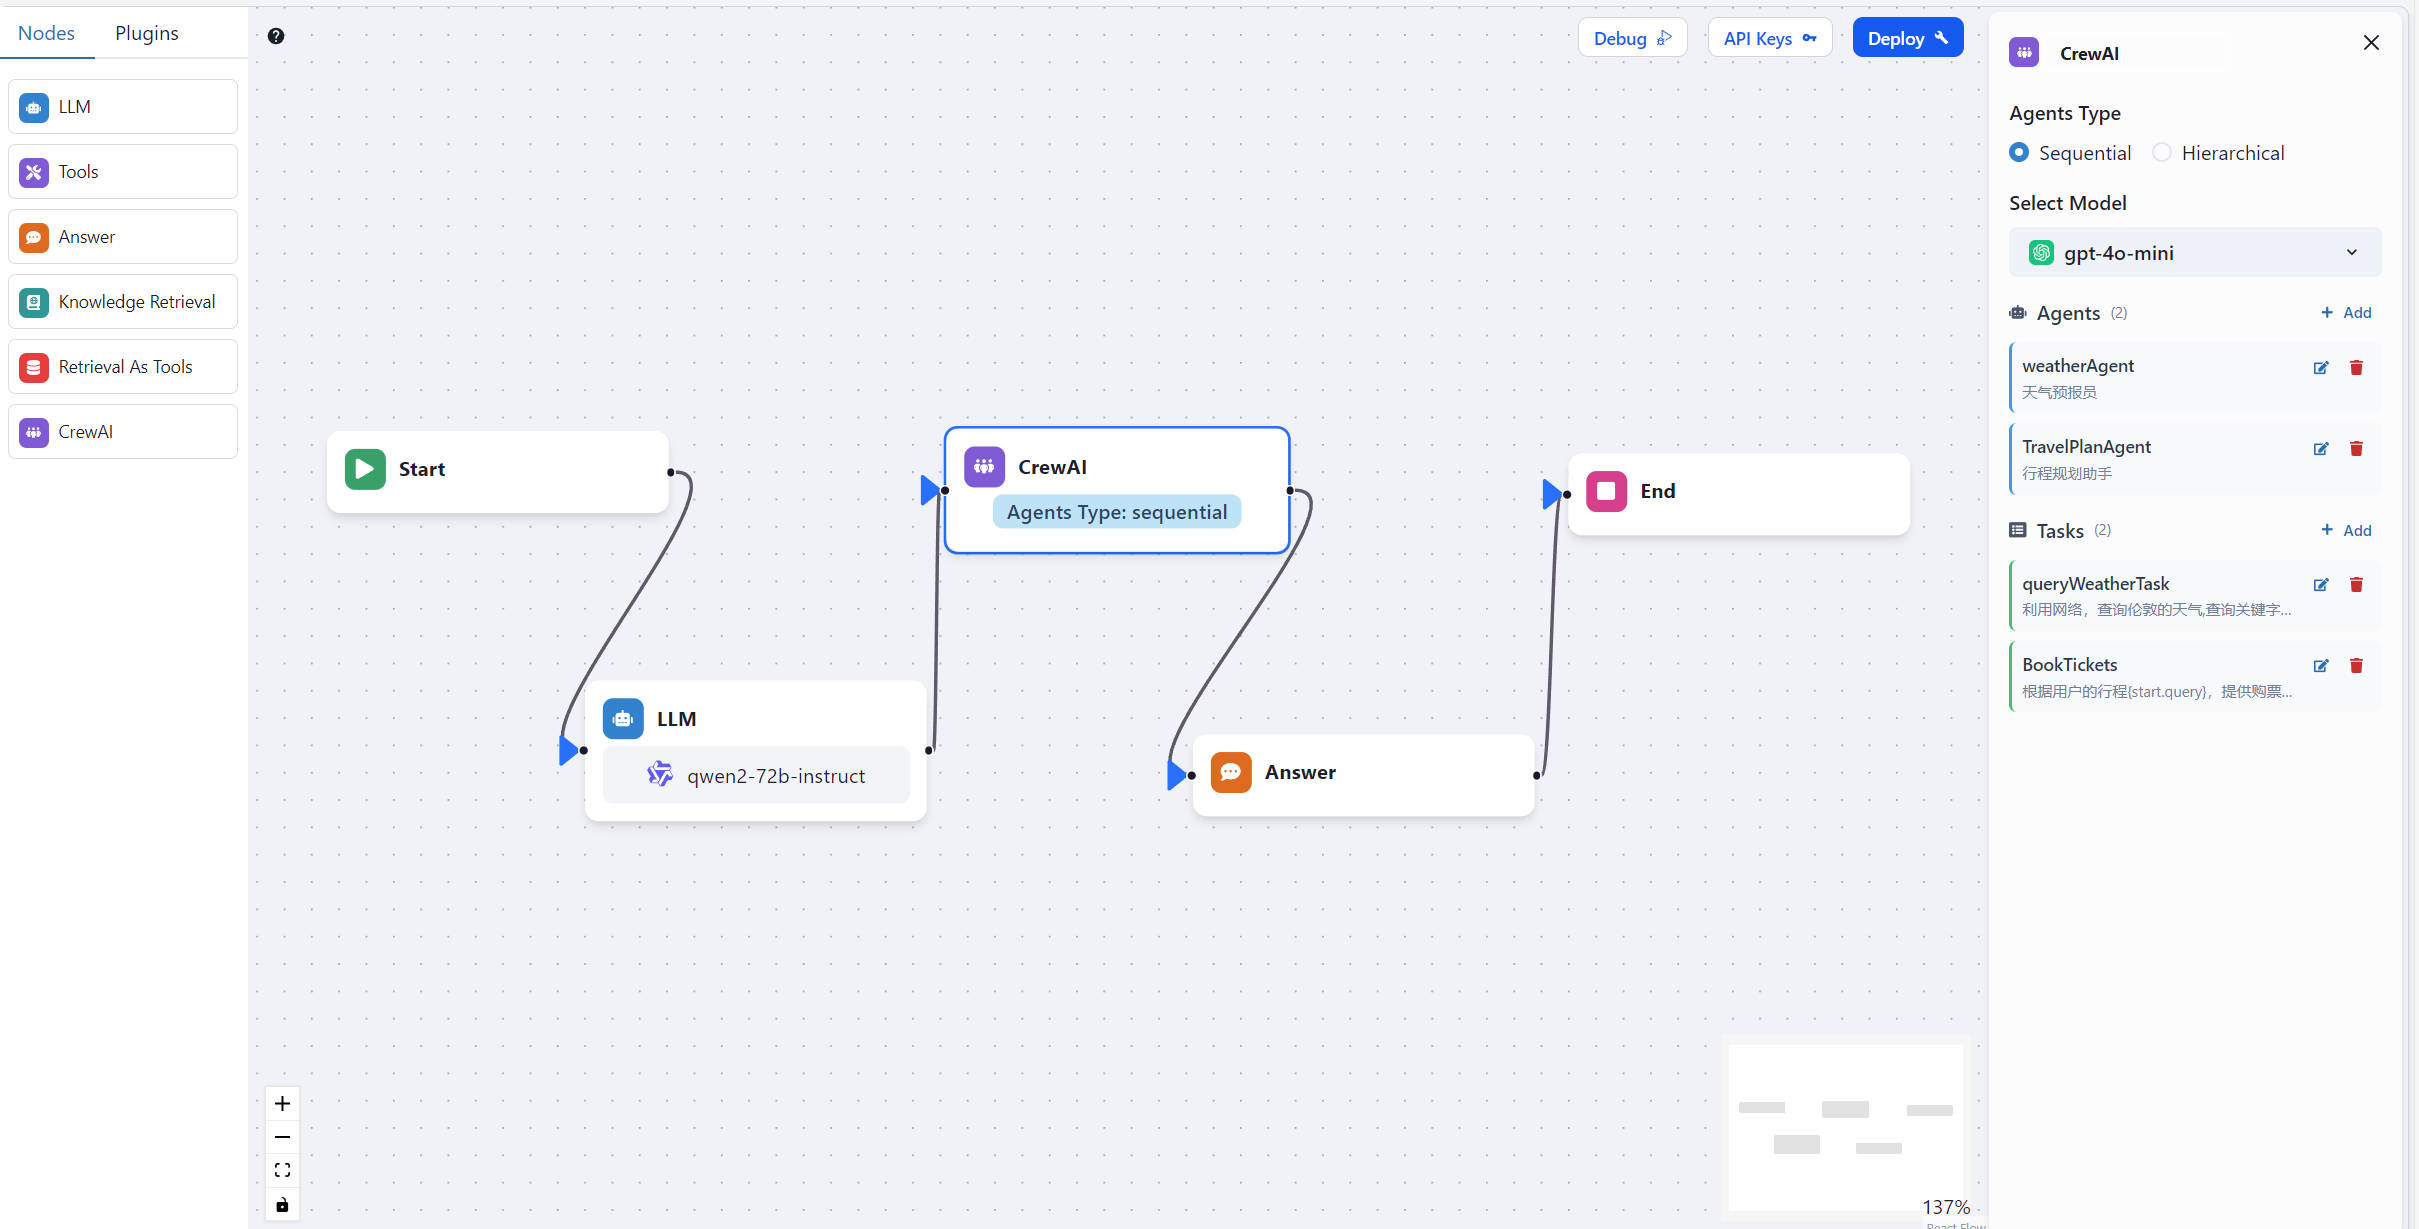 Nodes
Plugins
LLM
Tools
Answer
Knowledge Retrieval
Retrieval As Tools
CrewAI
Debug
API Keys
Deploy
Start
CrewAI
Agents Type: sequential
End
LLM
qwen2-72b-instruct
Answer
137%
React Flow
CrewAI
Agents Type
Sequential
Hierarchical
Select Model
gpt-4o-mini
Agents (2)
+ Add
weatherAgent
天气预报员
TravelPlanAgent
行程规划助手
Tasks (2)
+ Add
queryWeatherTask
利用网络，查询伦敦的天气,查询关键字...
BookTickets
根据用户的行程{start.query}，提供购票...